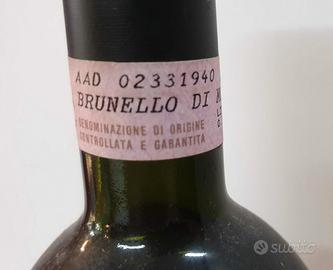 AAD 02331940
BRUNELLO DI
DENOMINAZIONE DI ORIGINE
CONTROLLATA E GARANTITA
subito